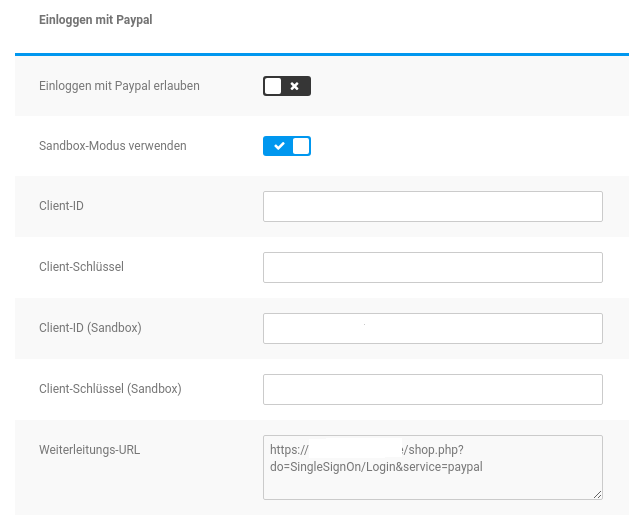 Einloggen mit Paypal
Einloggen mit Paypal erlauben
Sandbox-Modus verwenden
Client-ID
Client-Schlüssel
Client-ID (Sandbox)
Client-Schlüssel (Sandbox)
Weiterleitungs-URL
https:// /shop.php?
do=SingleSignOn/Login&service=paypal